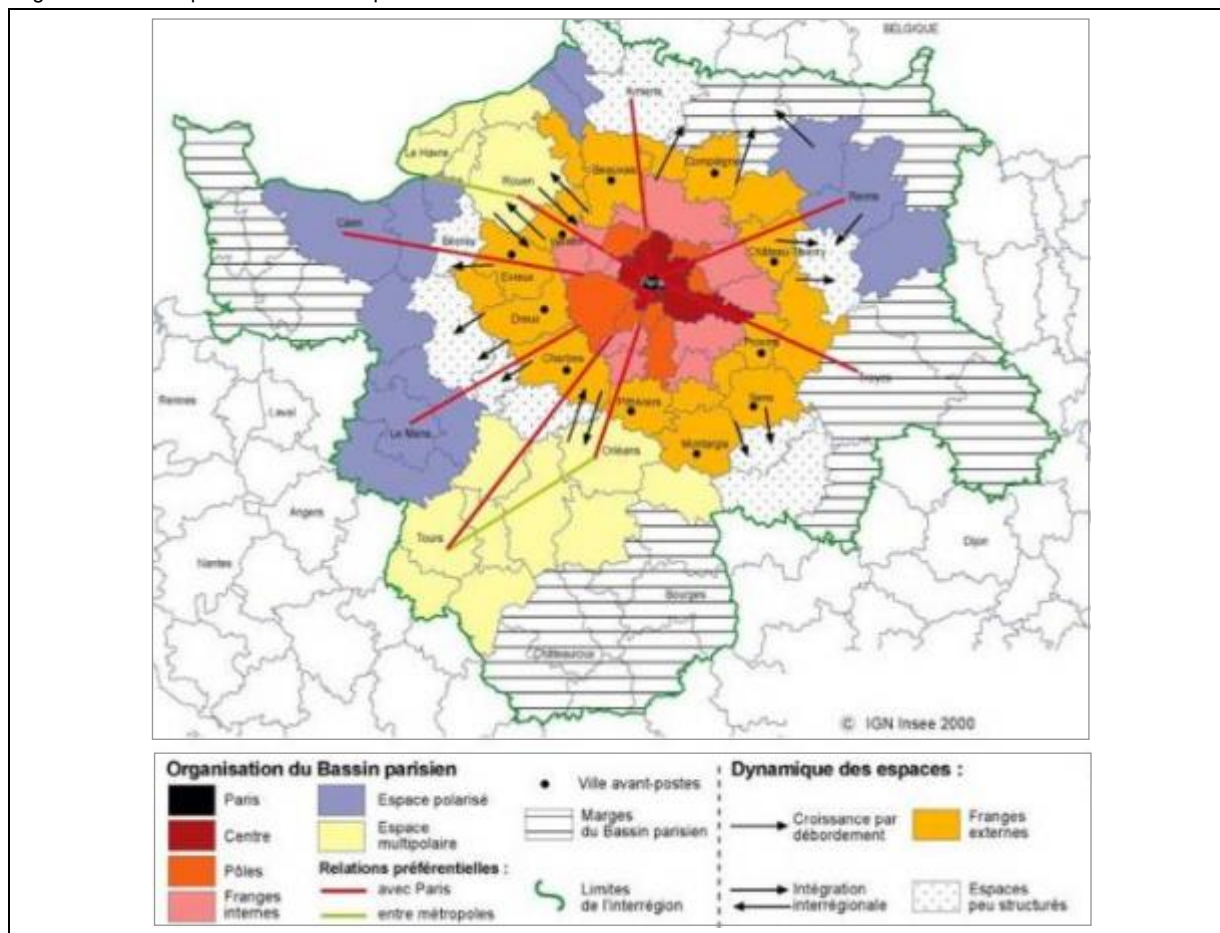 BELGIQUE
Amiens
Le Havre
Rouen
Beauvais
Compiègne
Reims
Caen
Bernay
Château-Thierry
Evreux
Paris
Dreux
Provins
Chartres
Troyes
Rennes
Laval
Pithiviers
Sens
Le Mans
Montargis
Orléans
Angers
Tours
Dijon
Nantes
Bourges
Châteauroux
© IGN Insee 2000
Organisation du Bassin parisien
Paris
Centre
Pôles
Franges
internes
Espace polarisé
Espace
multipolaire
Relations préférentielles :
avec Paris
entre métropoles
Ville avant-postes
Marges
du Bassin parisien
Limites
de l'interrégion
Dynamique des espaces :
Croissance par
débordement
Franges
externes
Intégration
interrégionale
Espaces
peu structurés